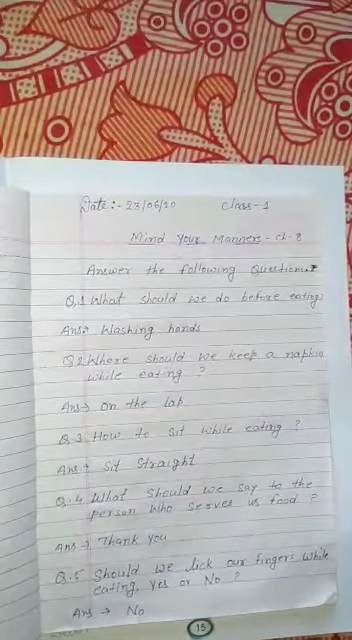 Date:- 23/06/20 Class-1
Mind Your Manners - ch-8
Answer the following Questions.
Q.1 What should we do before eating?
Ans→ Washing hands
Q.2 Where should we keep a napkin
while eating ?
Ans→ on the lap
Q.3 How to sit while eating ?
Ans→ Sit Straight
Q.4 What should we say to the
person who serves us food ?
Ans→ Thank you
Q.5 Should we lick our fingers while
eating, yes or No ?
Ans → No
15